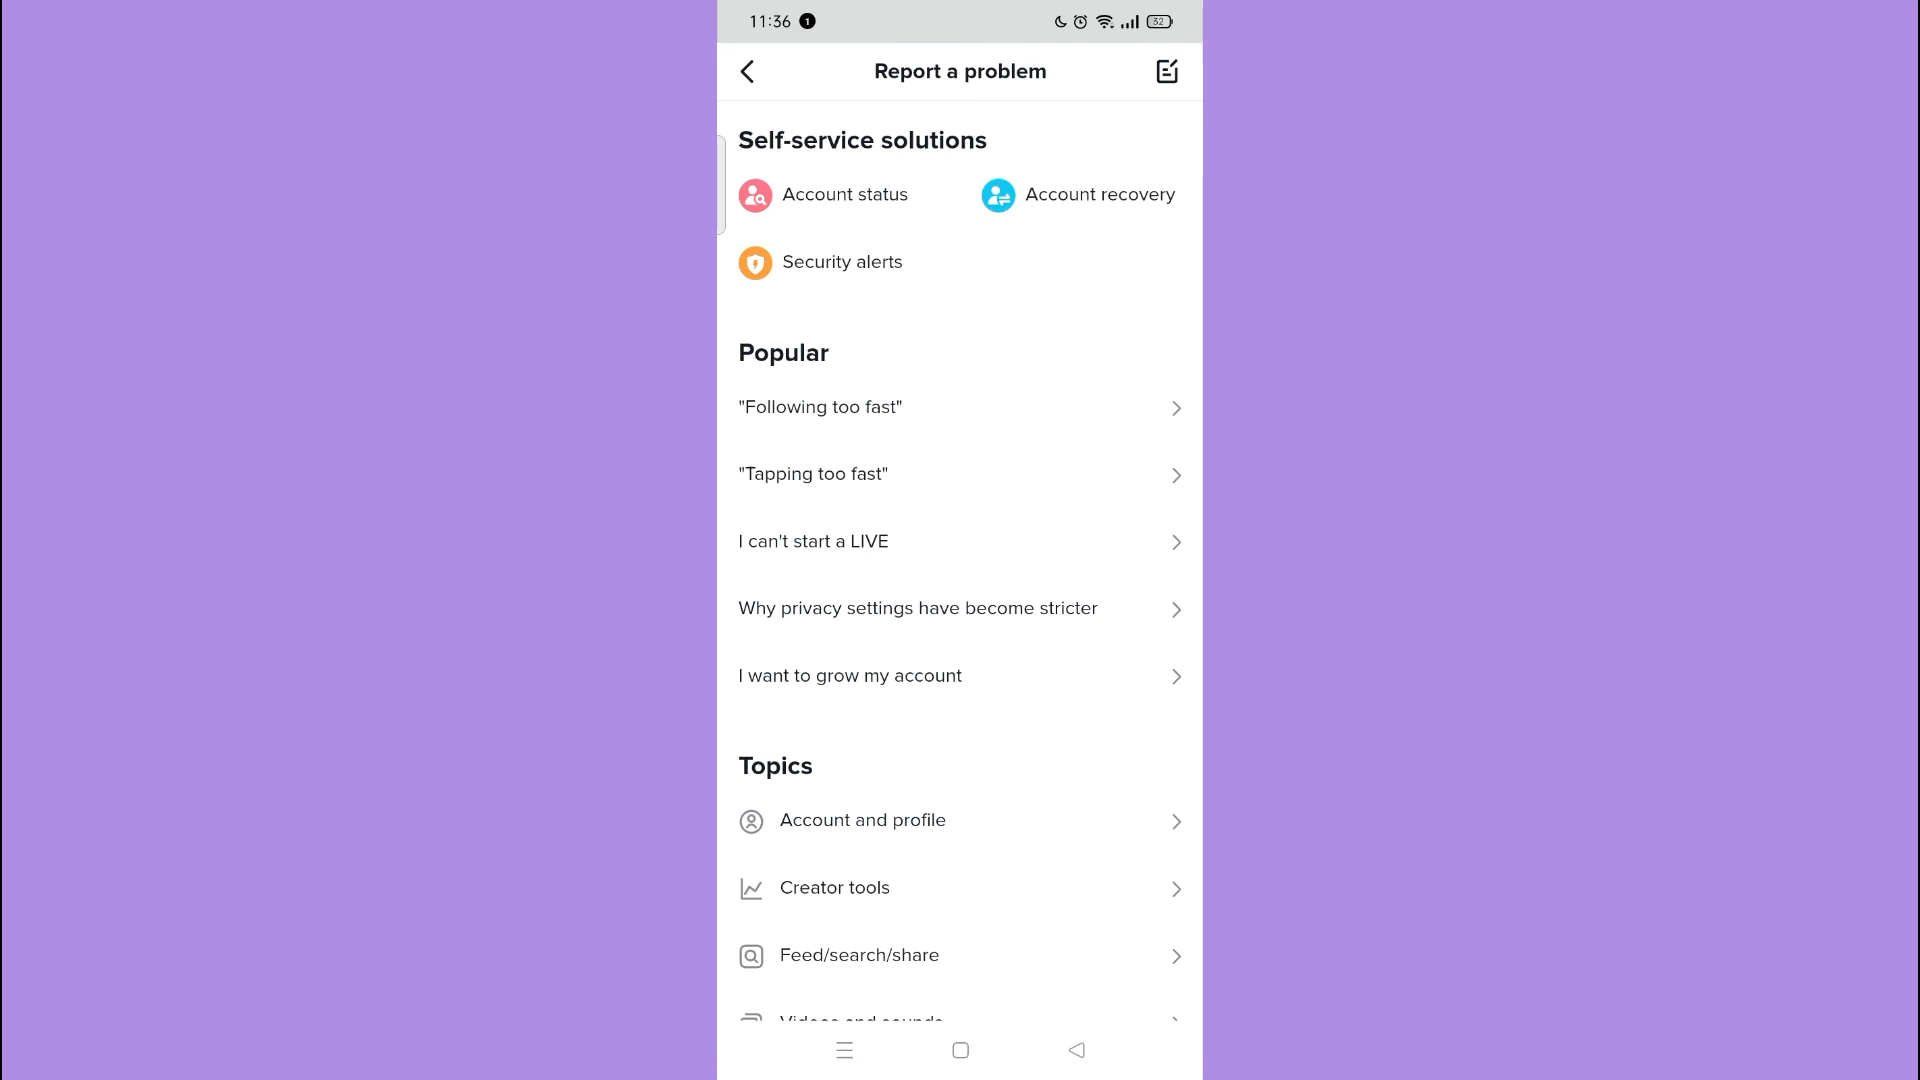 11:36 1 32
Report a problem
Self-service solutions
Account status
Account recovery
Security alerts
Popular
"Following too fast"
"Tapping too fast"
I can't start a LIVE
Why privacy settings have become stricter
I want to grow my account
Topics
Account and profile
Creator tools
Feed/search/share
Videos and sounds